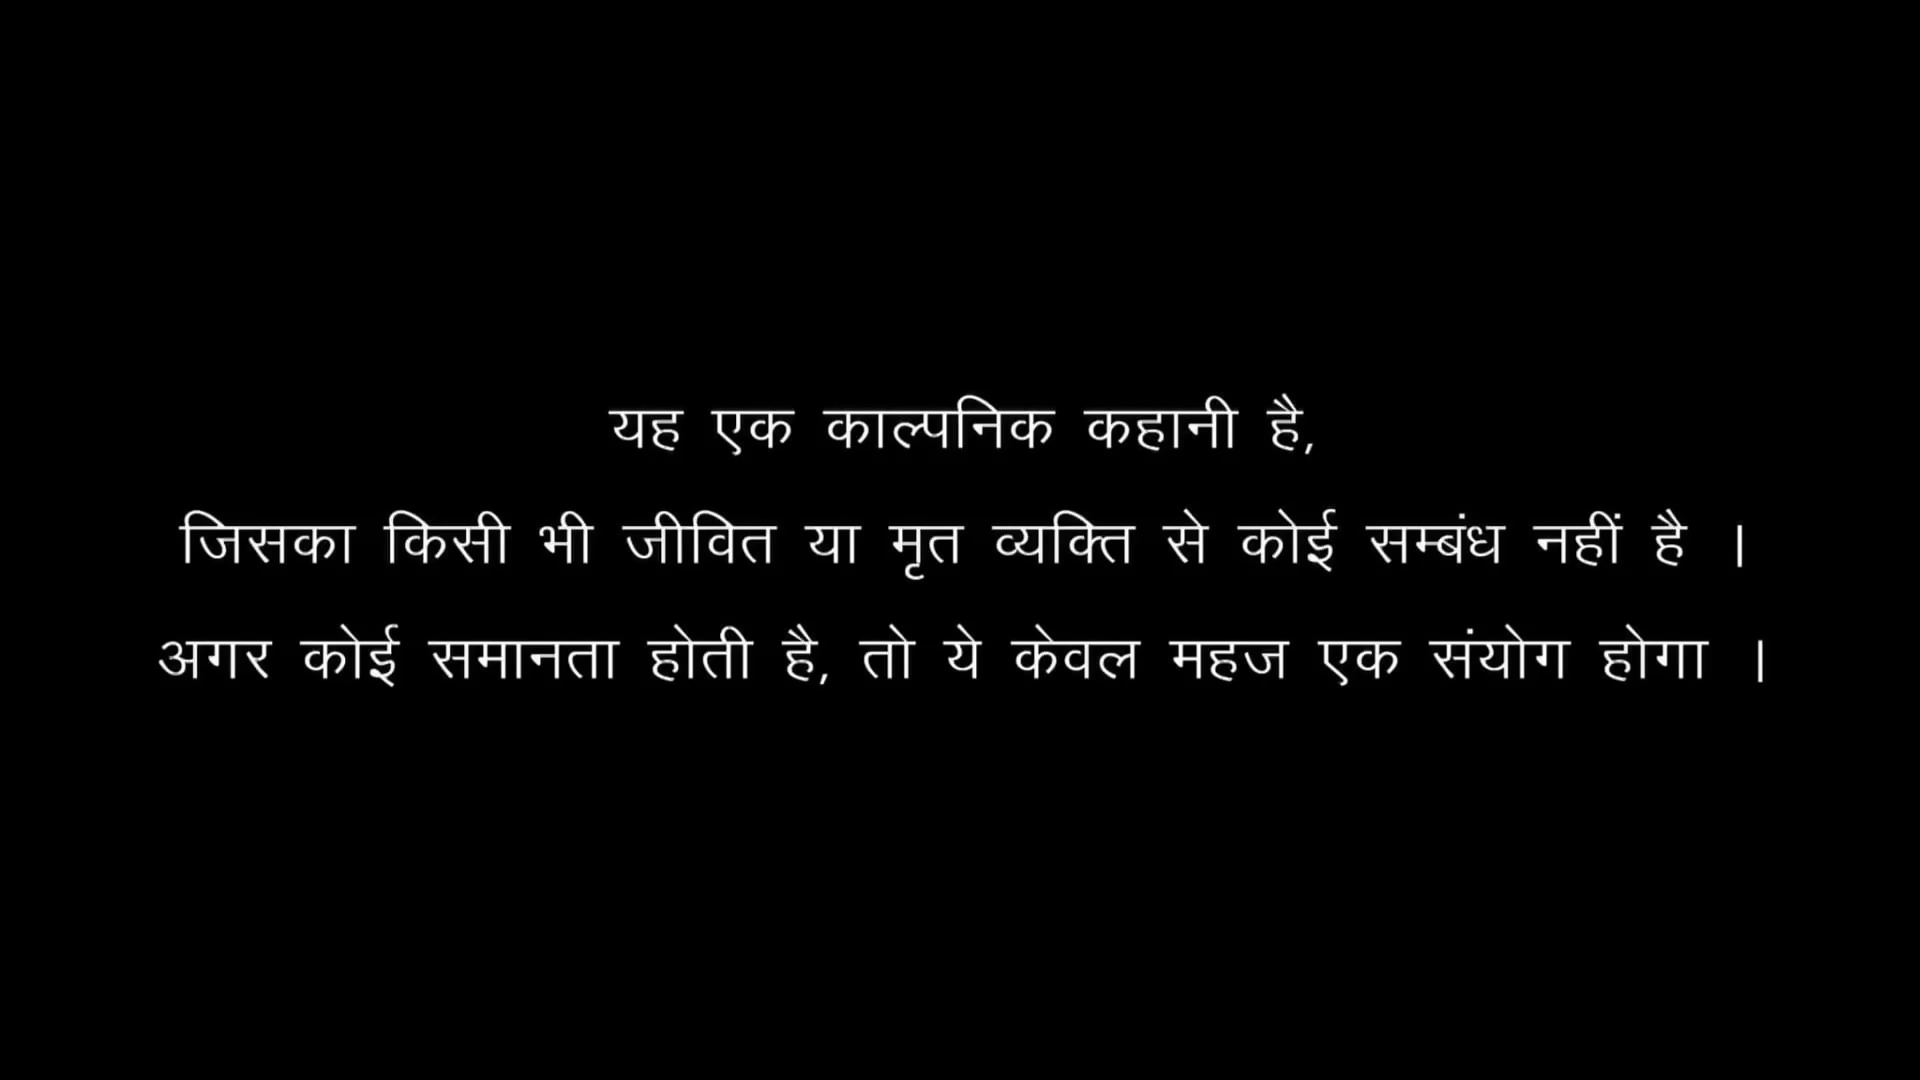 यह एक काल्पनिक कहानी है,
जिसका किसी भी जीवित या मृत व्यक्ति से कोई सम्बंध नहीं है ।
अगर कोई समानता होती है, तो ये केवल महज एक संयोग होगा ।